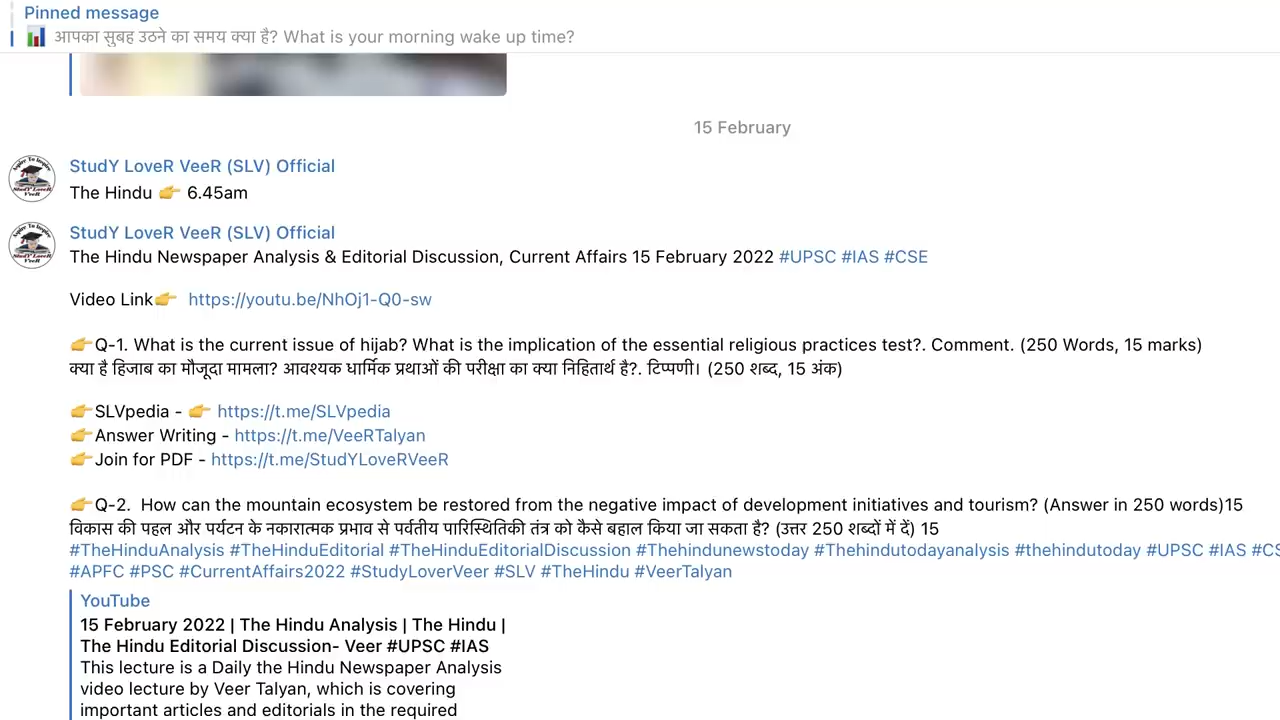 Pinned message
आपका सुबह उठने का समय क्या है? What is your morning wake up time?
15 February
StudY LoveR VeeR (SLV) Official
The Hindu 👉 6.45am
StudY LoveR VeeR (SLV) Official
The Hindu Newspaper Analysis & Editorial Discussion, Current Affairs 15 February 2022 #UPSC #IAS #CSE
Video Link👉 https://youtu.be/NhOj1-Q0-sw
👉Q-1. What is the current issue of hijab? What is the implication of the essential religious practices test?. Comment. (250 Words, 15 marks)
क्या है हिजाब का मौजूदा मामला? आवश्यक धार्मिक प्रथाओं की परीक्षा का क्या निहितार्थ है?. टिप्पणी। (250 शब्द, 15 अंक)
👉SLVpedia - 👉 https://t.me/SLVpedia
👉Answer Writing - https://t.me/VeeRTalyan
👉Join for PDF - https://t.me/StudYLoveRVeeR
👉Q-2. How can the mountain ecosystem be restored from the negative impact of development initiatives and tourism? (Answer in 250 words)15
विकास की पहल और पर्यटन के नकारात्मक प्रभाव से पर्वतीय पारिस्थितिकी तंत्र को कैसे बहाल किया जा सकता है? (उत्तर 250 शब्दों में दें) 15
#TheHinduAnalysis #TheHinduEditorial #TheHinduEditorialDiscussion #Thehindunewstoday #Thehindutodayanalysis #thehindutoday #UPSC #IAS #CS
#APFC #PSC #CurrentAffairs2022 #StudyLoverVeer #SLV #TheHindu #VeerTalyan
YouTube
15 February 2022 | The Hindu Analysis | The Hindu |
The Hindu Editorial Discussion- Veer #UPSC #IAS
This lecture is a Daily the Hindu Newspaper Analysis
video lecture by Veer Talyan, which is covering
important articles and editorials in the required